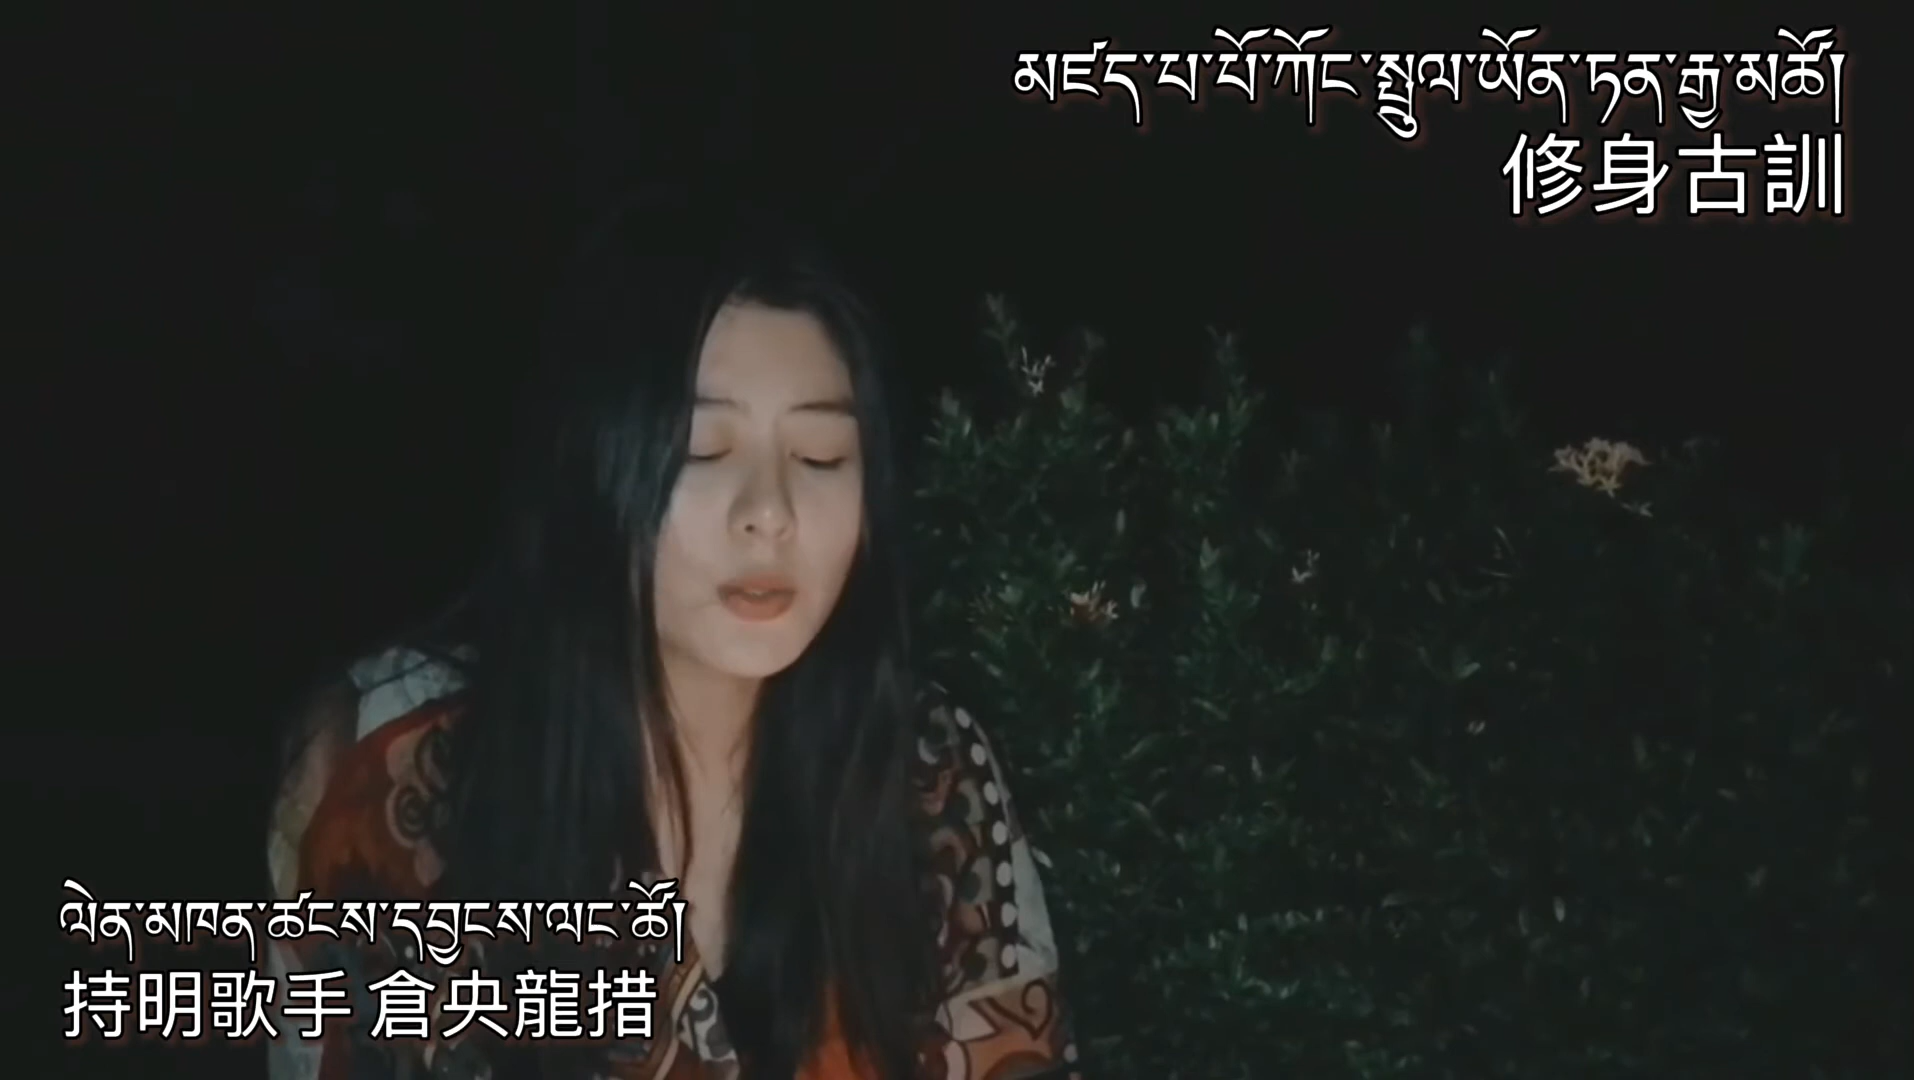 མཛད་པ་པོ་ཀོང་སྤྲུལ་ཡོན་ཏན་རྒྱ་མཚོ།
修身古訓
ལེན་མཁན་ཚངས་དབྱངས་ལང་ཚོ།
持明歌手 倉央龍措